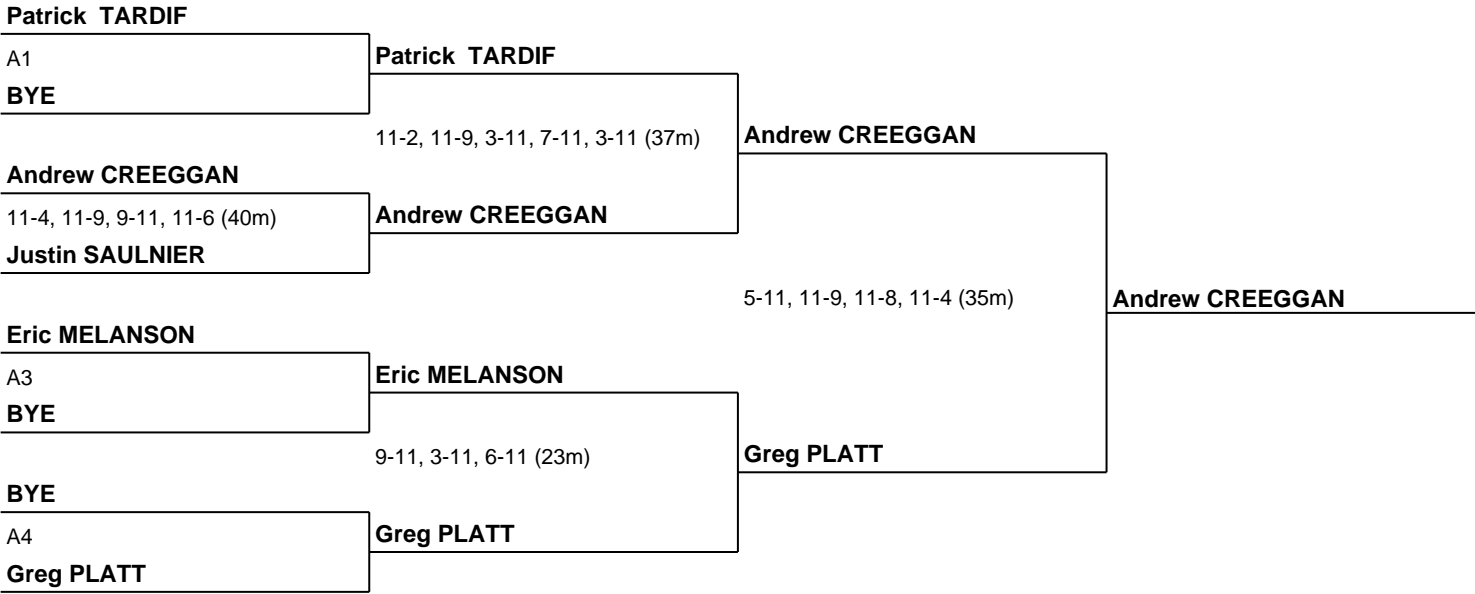 Patrick  TARDIF
A1
BYE
Patrick  TARDIF
11-2, 11-9, 3-11, 7-11, 3-11 (37m)
Andrew CREEGGAN
Andrew CREEGGAN
11-4, 11-9, 9-11, 11-6 (40m)
Justin SAULNIER
Andrew CREEGGAN
5-11, 11-9, 11-8, 11-4 (35m)
Andrew CREEGGAN
Eric MELANSON
A3
BYE
Eric MELANSON
9-11, 3-11, 6-11 (23m)
Greg PLATT
BYE
A4
Greg PLATT
Greg PLATT